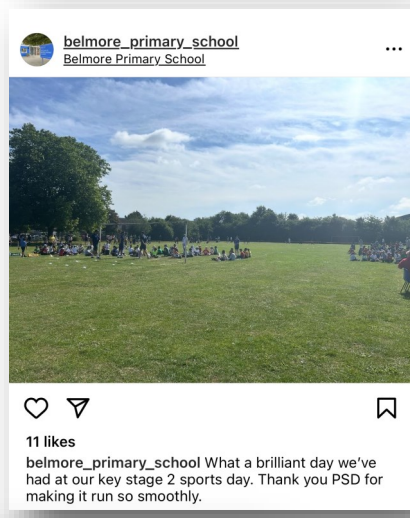 belmore_primary_school
Belmore Primary School
11 likes
belmore_primary_school What a brilliant day we've
had at our key stage 2 sports day. Thank you PSD for
making it run so smoothly.